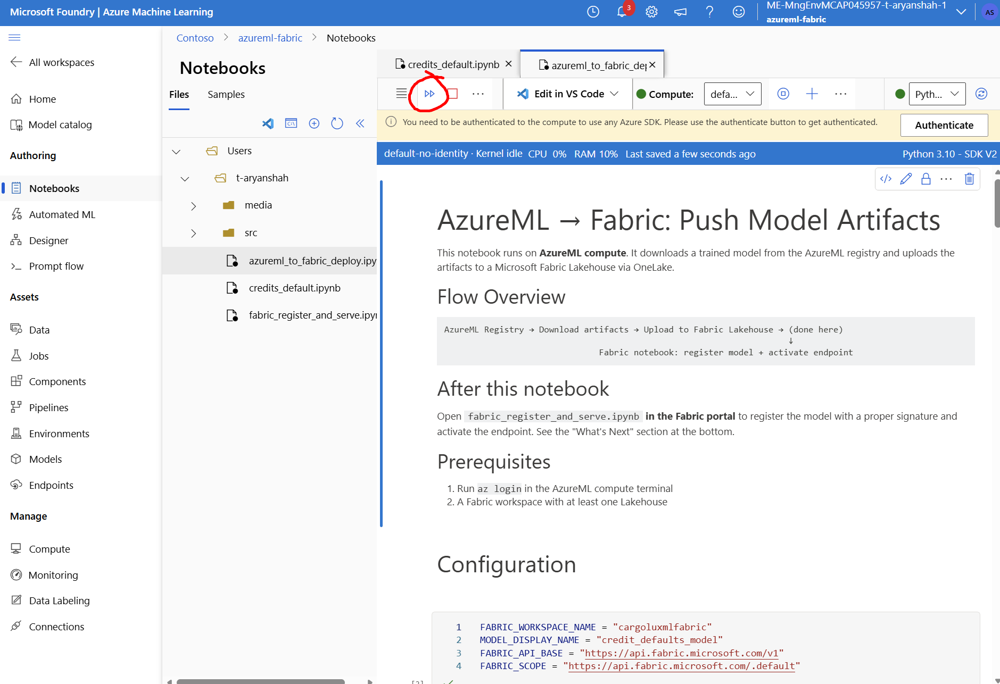 Microsoft Foundry | Azure Machine Learning
3
ME-MngEnvMCAP045957-t-aryanshah-1
azureml-fabric
AS
All workspaces
Home
Model catalog
Authoring
Notebooks
Automated ML
Designer
Prompt flow
Assets
Data
Jobs
Components
Pipelines
Environments
Models
Endpoints
Manage
Compute
Monitoring
Data Labeling
Connections
Contoso > azureml-fabric > Notebooks
Notebooks
Files Samples
Users
t-aryanshah
media
src
azureml_to_fabric_deploy.ipy
credits_default.ipynb
fabric_register_and_serve.ipyn
credits_default.ipynb
azureml_to_fabric_dep
Edit in VS Code
Compute: defa...
Pyth...
You need to be authenticated to the compute to use any Azure SDK. Please use the authenticate button to get authenticated.
Authenticate
default-no-identity · Kernel idle CPU 0% RAM 10% Last saved a few seconds ago
Python 3.10 - SDK V2
AzureML → Fabric: Push Model Artifacts
This notebook runs on AzureML compute. It downloads a trained model from the AzureML registry and uploads the
artifacts to a Microsoft Fabric Lakehouse via OneLake.
Flow Overview
AzureML Registry → Download artifacts → Upload to Fabric Lakehouse → (done here)
↓
Fabric notebook: register model + activate endpoint
After this notebook
Open fabric_register_and_serve.ipynb in the Fabric portal to register the model with a proper signature and
activate the endpoint. See the "What's Next" section at the bottom.
Prerequisites
1. Run az login in the AzureML compute terminal
2. A Fabric workspace with at least one Lakehouse
Configuration
1 FABRIC_WORKSPACE_NAME = "cargoluxmlfabric"
2 MODEL_DISPLAY_NAME = "credit_defaults_model"
3 FABRIC_API_BASE = "https://api.fabric.microsoft.com/v1"
4 FABRIC_SCOPE = "https://api.fabric.microsoft.com/.default"